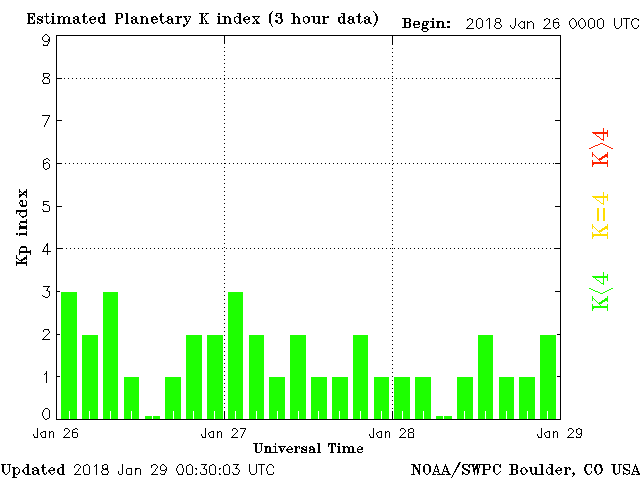 Estimated Planetary K index (3 hour data) Begin: 2018 Jan 26 0000 UTC
9
8
7
6
5
4
3
2
1
0
Kp index
K>4
K=4
K<4
Jan 26 Jan 27 Jan 28 Jan 29
Universal Time
Updated 2018 Jan 29 00:30:03 UTC NOAA/SWPC Boulder, CO USA